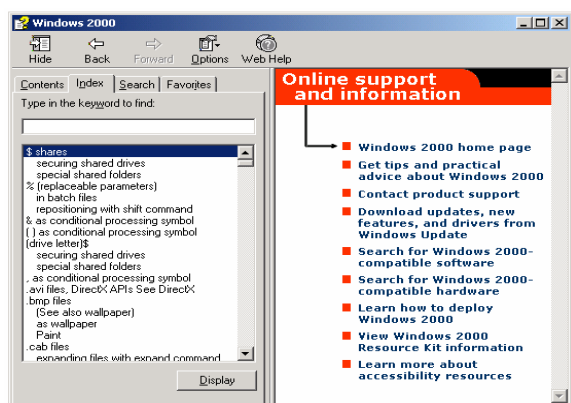 Windows 2000
Hide Back Forward Options Web Help
Contents Index Search Favorites
Type in the keyword to find:
$ shares
securing shared drives
special shared folders
% (replaceable parameters)
in batch files
repositioning with shift command
& as conditional processing symbol
( ) as conditional processing symbol
(drive letter)$
securing shared drives
special shared folders
, as conditional processing symbol
.avi files, DirectX APIs See DirectX
.bmp files
(See also wallpaper)
as wallpaper
Paint
.cab files
expanding files with expand command
Display
Online support
and information
Windows 2000 home page
Get tips and practical
advice about Windows 2000
Contact product support
Download updates, new
features, and drivers from
Windows Update
Search for Windows 2000-
compatible software
Search for Windows 2000-
compatible hardware
Learn how to deploy
Windows 2000
View Windows 2000
Resource Kit information
Learn more about
accessibility resources